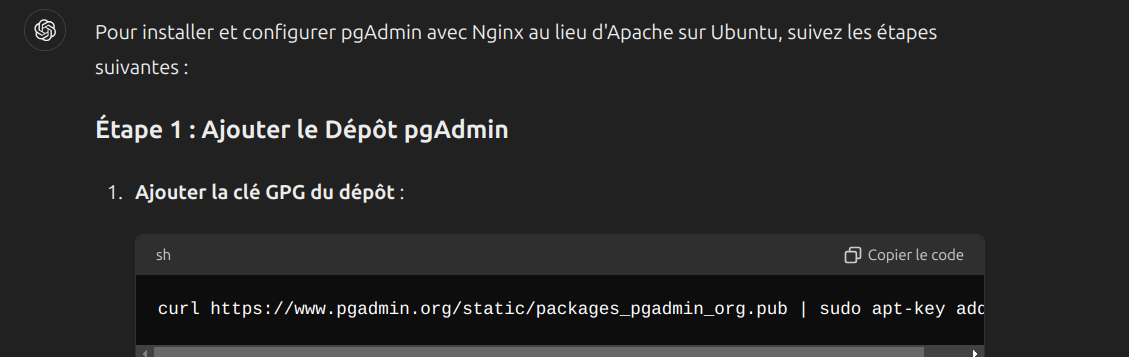 Pour installer et configurer pgAdmin avec Nginx au lieu d'Apache sur Ubuntu, suivez les étapes
suivantes :
Étape 1 : Ajouter le Dépôt pgAdmin
1. Ajouter la clé GPG du dépôt :
sh Copier le code
curl https://www.pgadmin.org/static/packages_pgadmin_org.pub | sudo apt-key add